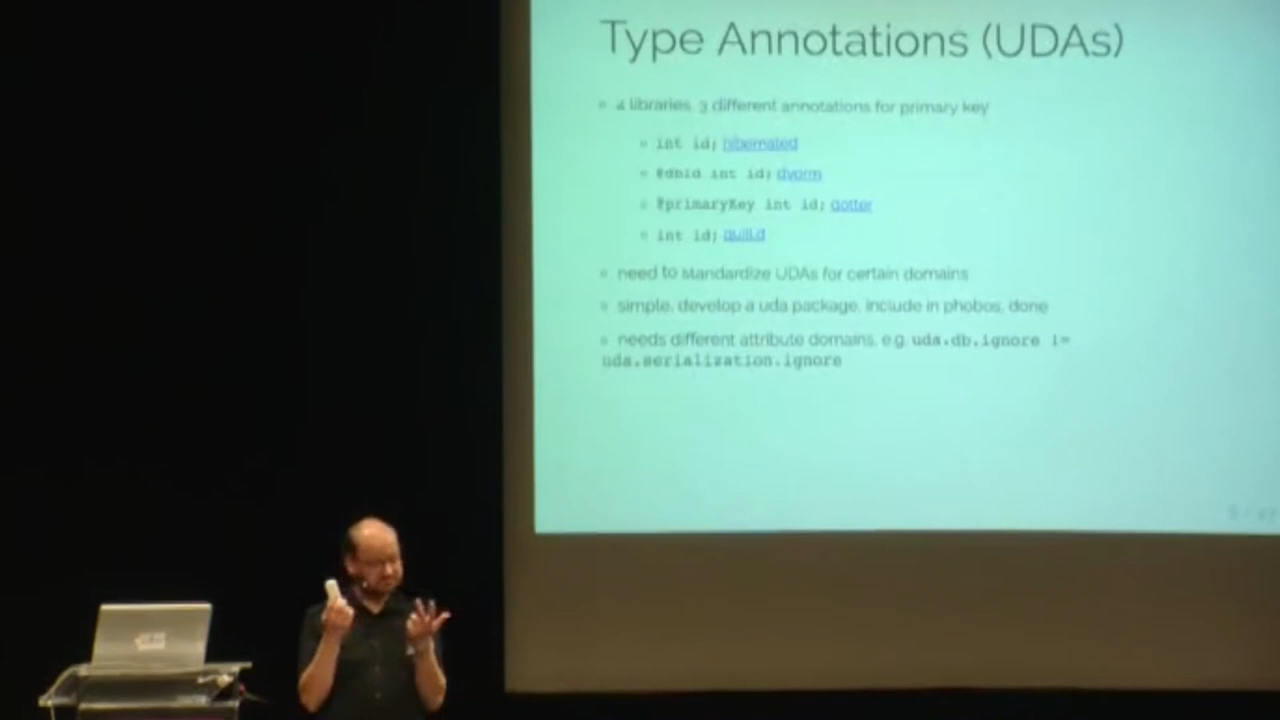 Type Annotations (UDAs)
4 libraries, 3 different annotations for primary key
int id; hibernated
@dbid int id; dvorm
@primaryKey int id; gotter
int id; quill.d
need to standardize UDAs for certain domains
simple, develop a uda package, include in phobos, done
needs different attribute domains, e.g. uda.db.ignore !=
uda.serialization.ignore